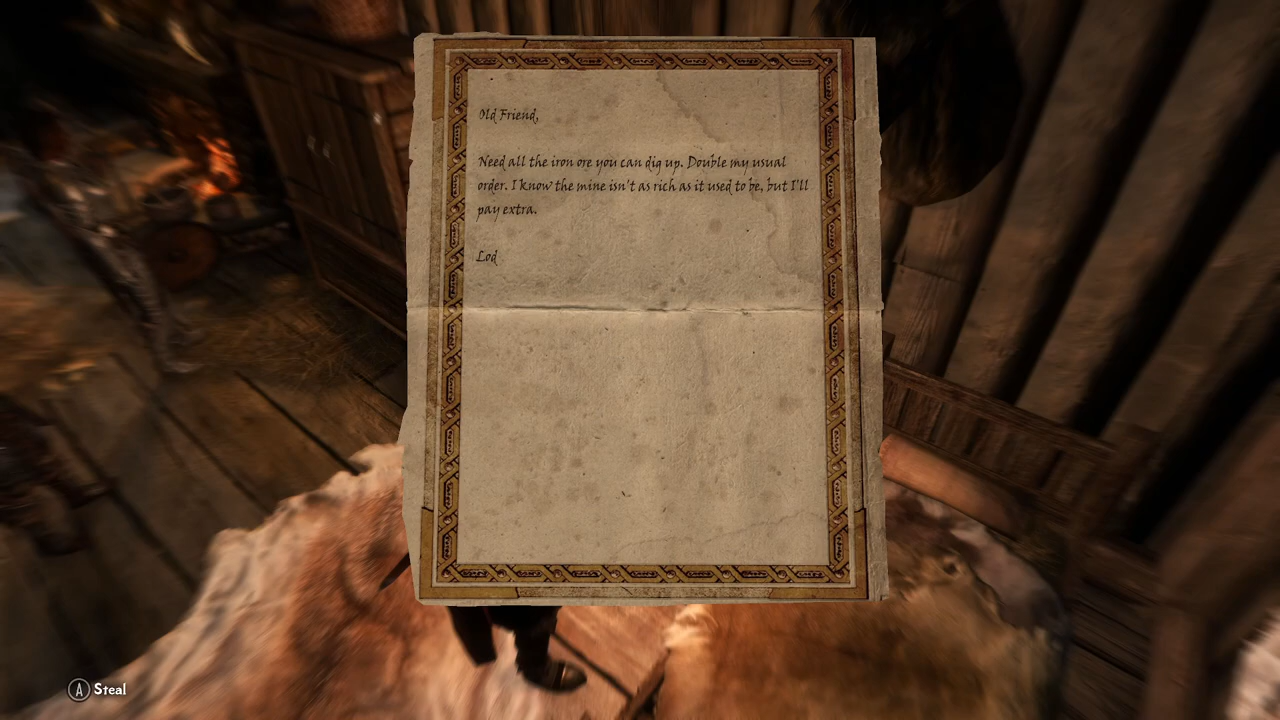 Old Friend,
Need all the iron ore you can dig up. Double my usual
order. I know the mine isn't as rich as it used to be, but I'll
pay extra.
Lod
A Steal